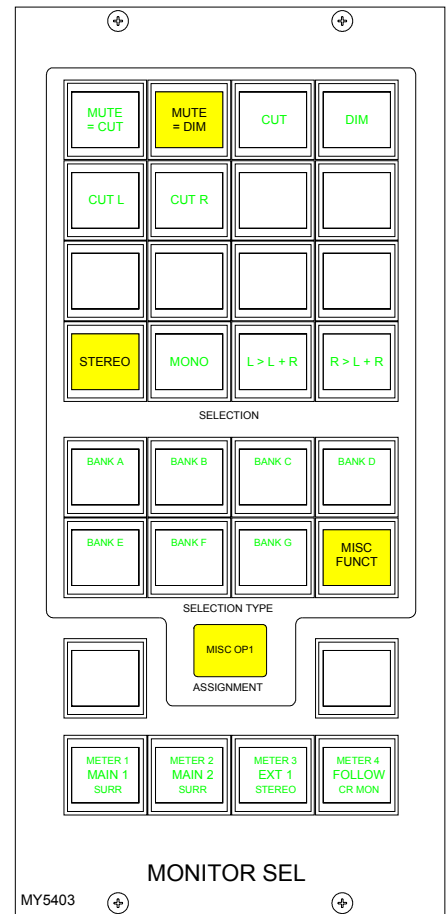 MUTE
= CUT
MUTE
= DIM
CUT
DIM
CUT L
CUT R
STEREO
MONO
L > L + R
R > L + R
SELECTION
BANK A
BANK B
BANK C
BANK D
BANK E
BANK F
BANK G
MISC
FUNCT
SELECTION TYPE
MISC OP1
ASSIGNMENT
METER 1
MAIN 1
SURR
METER 2
MAIN 2
SURR
METER 3
EXT 1
STEREO
METER 4
FOLLOW
CR MON
MONITOR SEL
MY5403